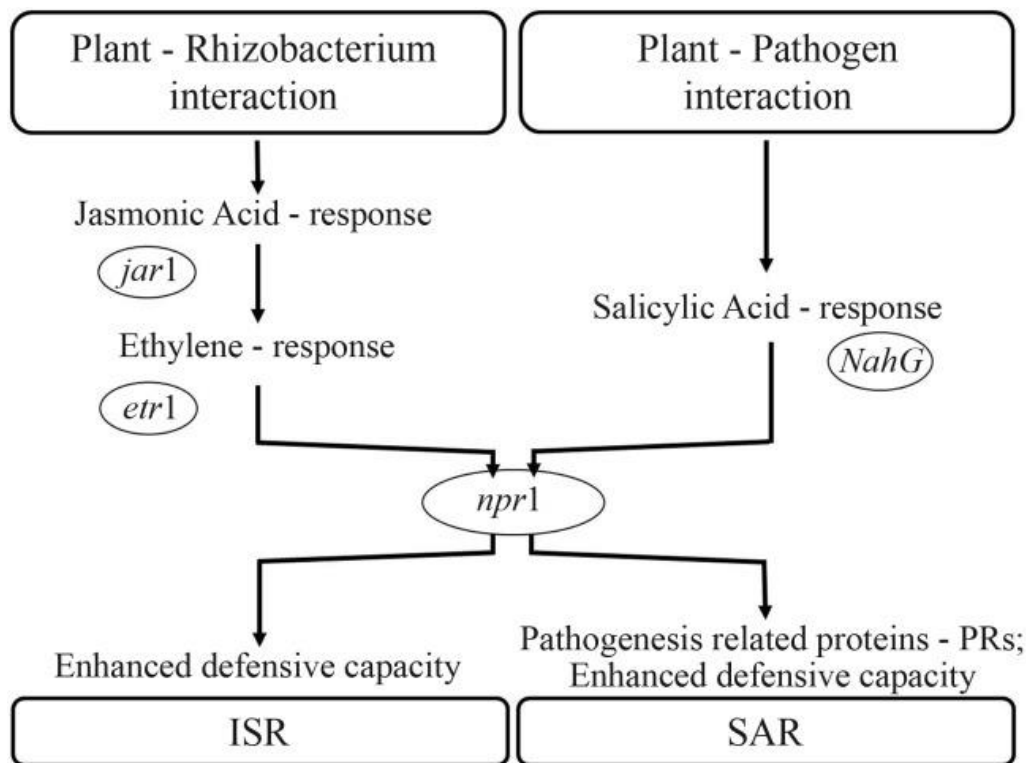 Plant - Rhizobacterium
interaction
Plant - Pathogen
interaction
Jasmonic Acid - response
jar1
Ethylene - response
etr1
Salicylic Acid - response
NahG
npr1
Enhanced defensive capacity
Pathogenesis related proteins - PRs;
Enhanced defensive capacity
ISR
SAR